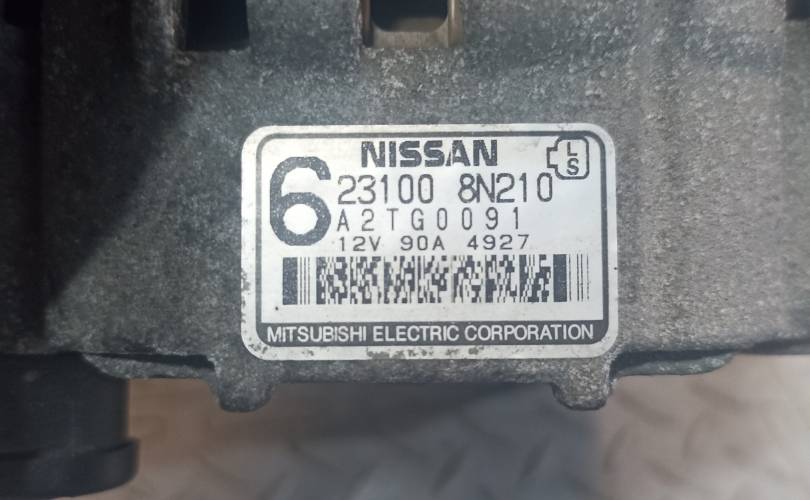 NISSAN
L
S
6
23100 8N210
A2TG0091
12V 90A 4927
MITSUBISHI ELECTRIC CORPORATION